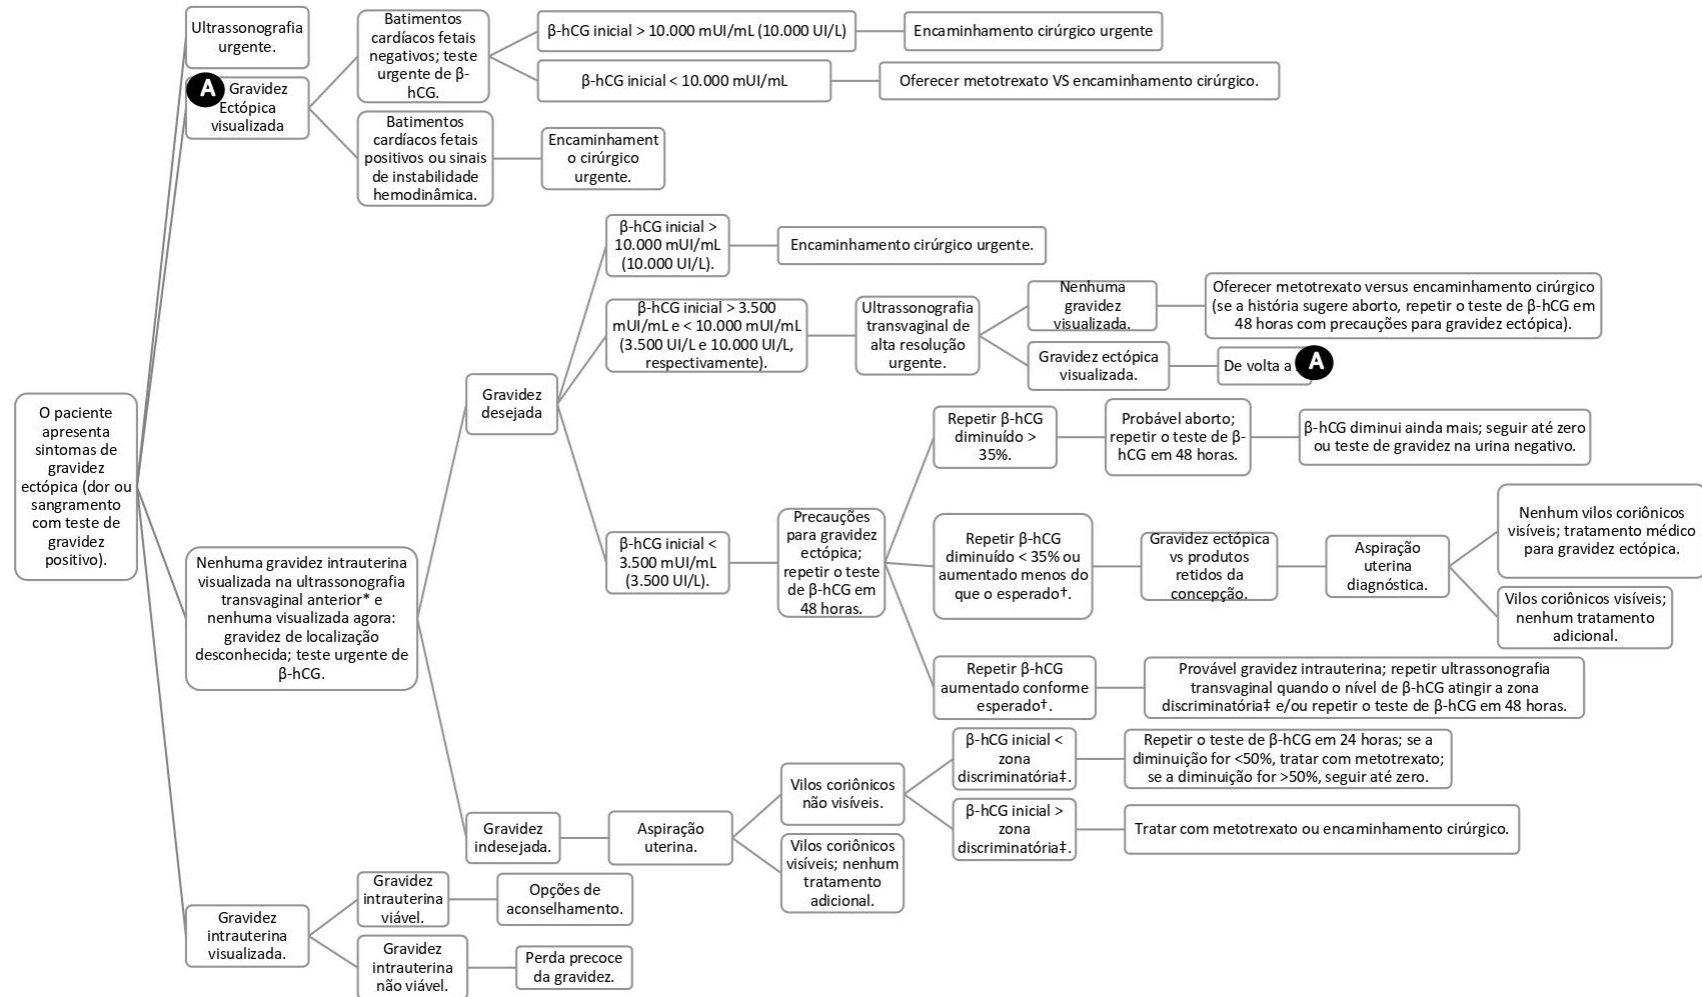 Ultrassonografia
urgente.
A
Gravidez
Ectópica
visualizada
Batimentos
cardíacos fetais
negativos; teste
urgente de β-
hCG.
β-hCG inicial > 10.000 mUI/mL (10.000 UI/L)
Encaminhamento cirúrgico urgente
β-hCG inicial < 10.000 mUI/mL
Oferecer metotrexato VS encaminhamento cirúrgico.
Batimentos
cardíacos fetais
positivos ou sinais
de instabilidade
hemodinâmica.
Encaminhament
o cirúrgico
urgente.
O paciente
apresenta
sintomas de
gravidez
ectópica (dor ou
sangramento
com teste de
gravidez
positivo).
Nenhuma gravidez intrauterina
visualizada na ultrassonografia
transvaginal anterior* e
nenhuma visualizada agora:
gravidez de localização
desconhecida; teste urgente de
β-hCG.
Gravidez
desejada
β-hCG inicial >
10.000 mUI/mL
(10.000 UI/L).
Encaminhamento cirúrgico urgente.
β-hCG inicial > 3.500
mUI/mL e < 10.000 mUI/mL
(3.500 UI/L e 10.000 UI/L,
respectivamente).
Ultrassonografia
transvaginal de
alta resolução
urgente.
Nenhuma
gravidez
visualizada.
Oferecer metotrexato versus encaminhamento cirúrgico
(se a história sugere aborto, repetir o teste de β-hCG em
48 horas com precauções para gravidez ectópica).
Gravidez ectópica
visualizada.
De volta a A
β-hCG inicial <
3.500 mUI/mL
(3.500 UI/L).
Precauções
para gravidez
ectópica;
repetir o teste
de β-hCG em
48 horas.
Repetir β-hCG
diminuído >
35%.
Probável aborto;
repetir o teste de β-
hCG em 48 horas.
β-hCG diminui ainda mais; seguir até zero
ou teste de gravidez na urina negativo.
Repetir β-hCG
diminuído < 35% ou
aumentado menos do
que o esperado†.
Gravidez ectópica
vs produtos
retidos da
concepção.
Aspiração
uterina
diagnóstica.
Nenhum vilos coriônicos
visíveis; tratamento médico
para gravidez ectópica.
Vilos coriônicos visíveis;
nenhum tratamento
adicional.
Repetir β-hCG
aumentado conforme
esperado†.
Provável gravidez intrauterina; repetir ultrassonografia
transvaginal quando o nível de β-hCG atingir a zona
discriminatória‡ e/ou repetir o teste de β-hCG em 48 horas.
Gravidez
indesejada.
Aspiração
uterina.
Vilos coriônicos
não visíveis.
β-hCG inicial <
zona
discriminatória‡.
Repetir o teste de β-hCG em 24 horas; se a
diminuição for <50%, tratar com metotrexato;
se a diminuição for >50%, seguir até zero.
β-hCG inicial >
zona
discriminatória‡.
Tratar com metotrexato ou encaminhamento cirúrgico.
Vilos coriônicos
visíveis; nenhum
tratamento
adicional.
Gravidez
intrauterina
visualizada.
Gravidez
intrauterina
viável.
Opções de
aconselhamento.
Gravidez
intrauterina
não viável.
Perda precoce
da gravidez.